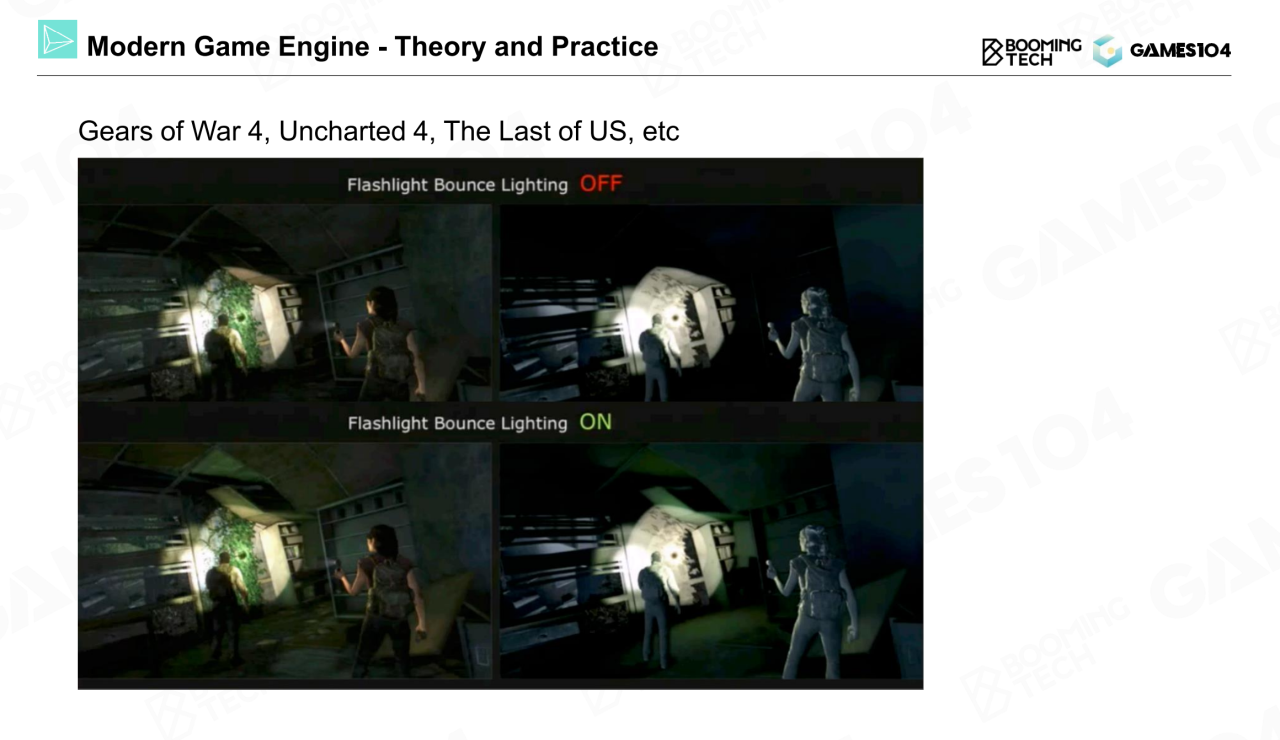 Modern Game Engine - Theory and Practice
BOOMING
TECH
GAMES104
Gears of War 4, Uncharted 4, The Last of US, etc
Flashlight Bounce Lighting OFF
Flashlight Bounce Lighting ON